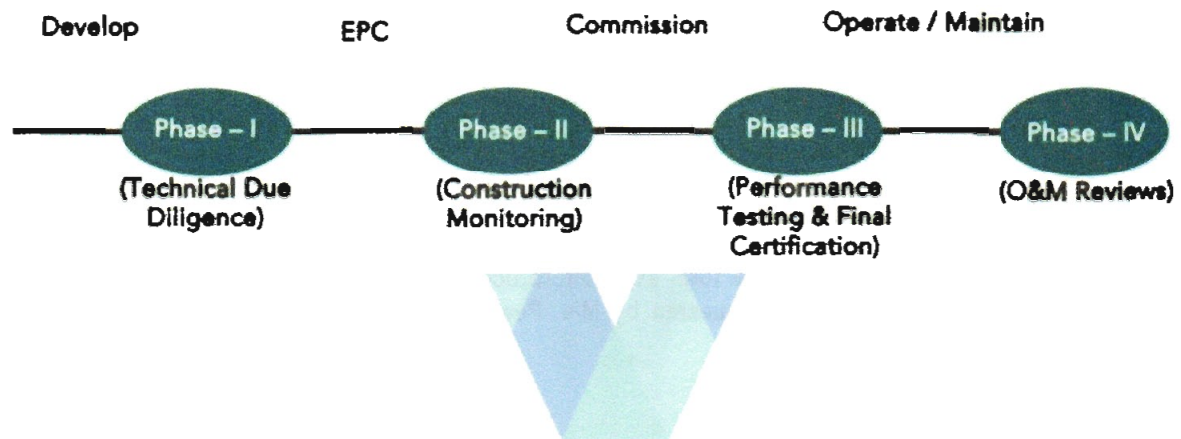 Develop
EPC
Commission
Operate / Maintain
Phase – I
Phase – II
Phase – III
Phase – IV
(Technical Due
Diligence)
(Construction
Monitoring)
(Performance
Testing & Final
Certification)
(O&M Reviews)